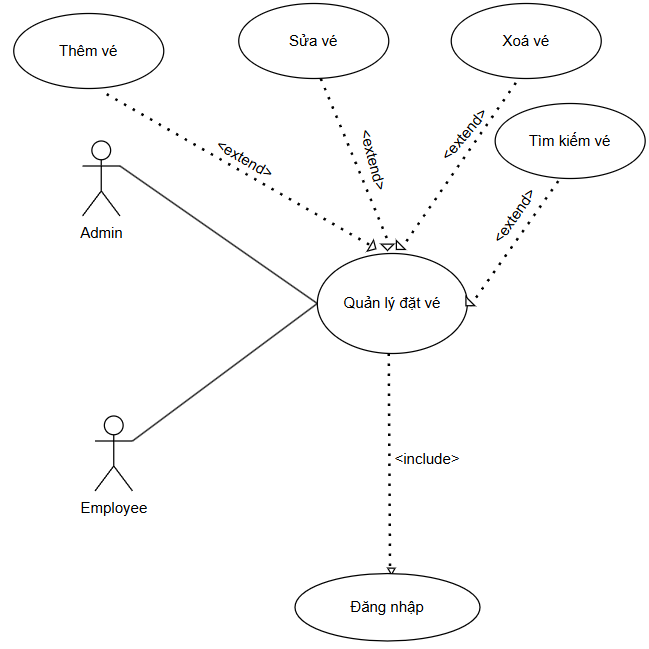 Thêm vé
Sửa vé
Xoá vé
Tìm kiếm vé
<extend>
<extend>
<extend>
<extend>
Admin
Quản lý đặt vé
Employee
<include>
Đăng nhập